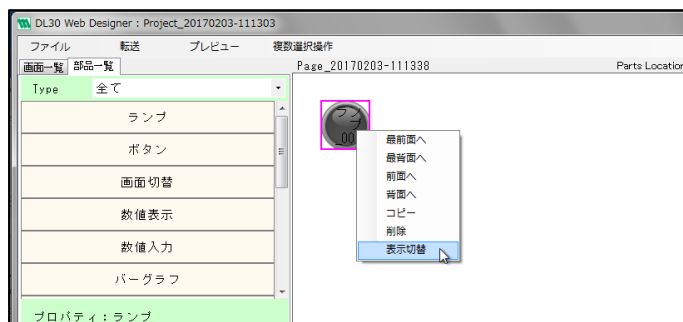 DL30 Web Designer : Project_20170203-111303
ファイル 転送 プレビュー 複数選択操作
画面一覧 部品一覧 Page_20170203-111338 Parts Location
Type 全て
ランプ
ボタン
画面切替
数値表示
数値入力
バーグラフ
プロパティ：ランプ
ランプ
_00
最前面へ
最背面へ
前面へ
背面へ
コピー
削除
表示切替